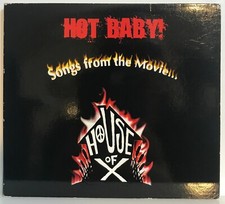 HOT BABY!
Songs from the Movie!!!
HOUSE
OF X